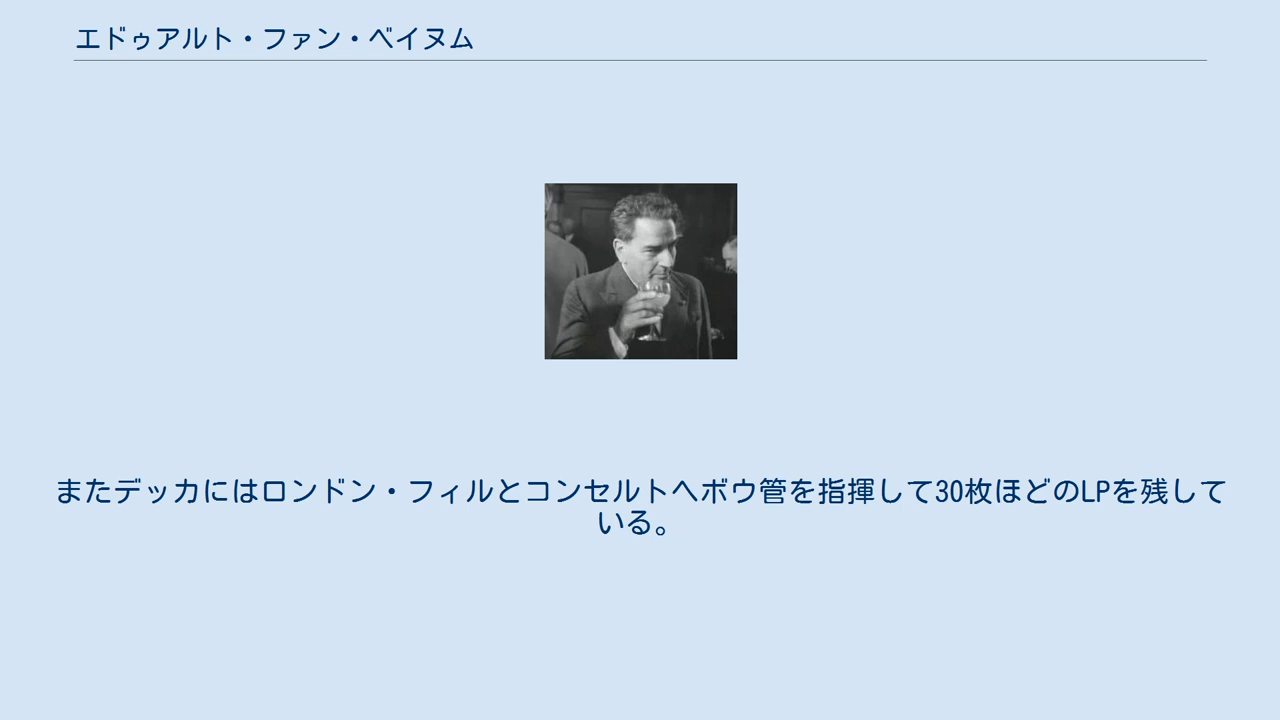 エドゥアルト・ファン・ベイヌム
またデッカにはロンドン・フィルとコンセルトヘボウ管を指揮して30枚ほどのLPを残して
いる。